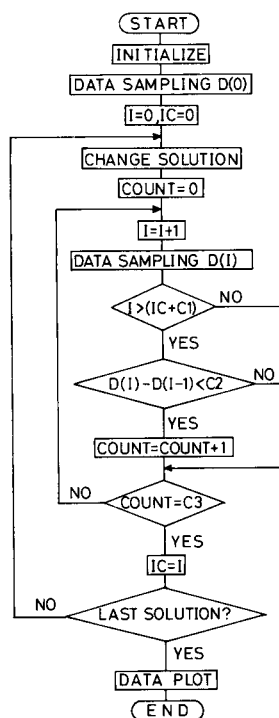 START
INITIALIZE
DATA SAMPLING D(0)
I=0,IC=0
CHANGE SOLUTION
COUNT=0
I=I+1
DATA SAMPLING D(I)
I>(IC+C1)
NO
YES
D(I)-D(I-1)<C2
NO
YES
COUNT=COUNT+1
NO
COUNT=C3
YES
IC=I
NO
LAST SOLUTION?
YES
DATA PLOT
END